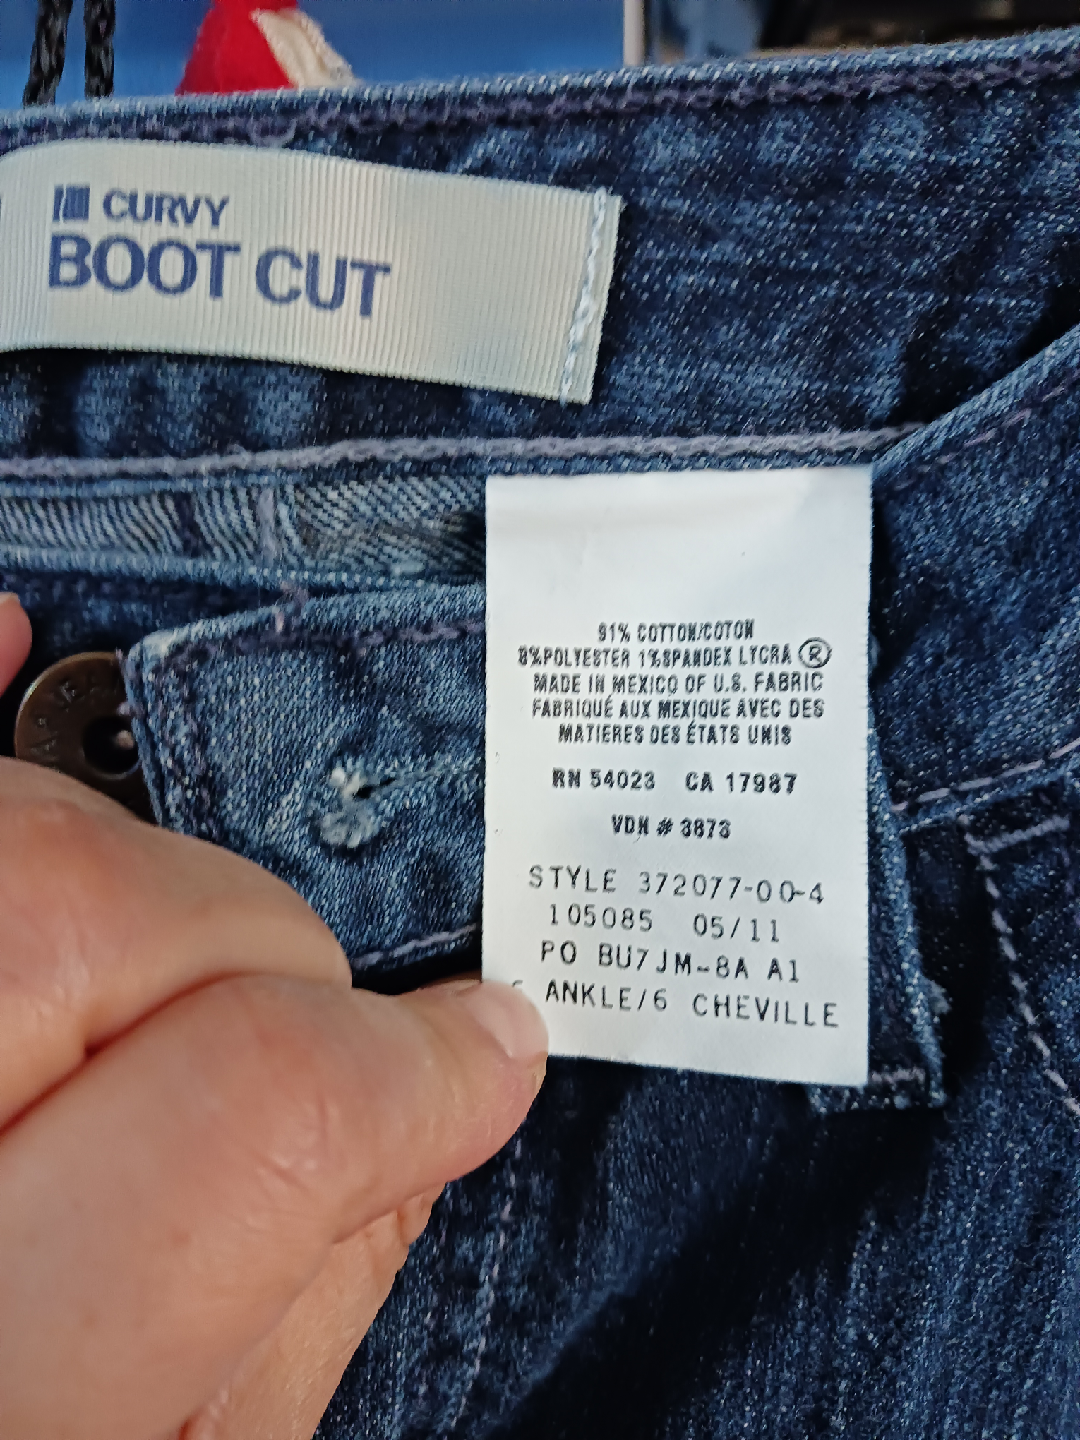 CURVY
BOOT CUT
91% COTTON/COTON
8%POLYESTER 1%SPANDEX LYCRA ®
MADE IN MEXICO OF U.S. FABRIC
FABRIQUÉ AUX MEXIQUE AVEC DES
MATIERES DES ÉTATS UNIS
RN 54023 CA 17987
VDN # 3873
STYLE 372077-00-4
105085 05/11
PO BU7JM-8A A1
ANKLE/6 CHEVILLE